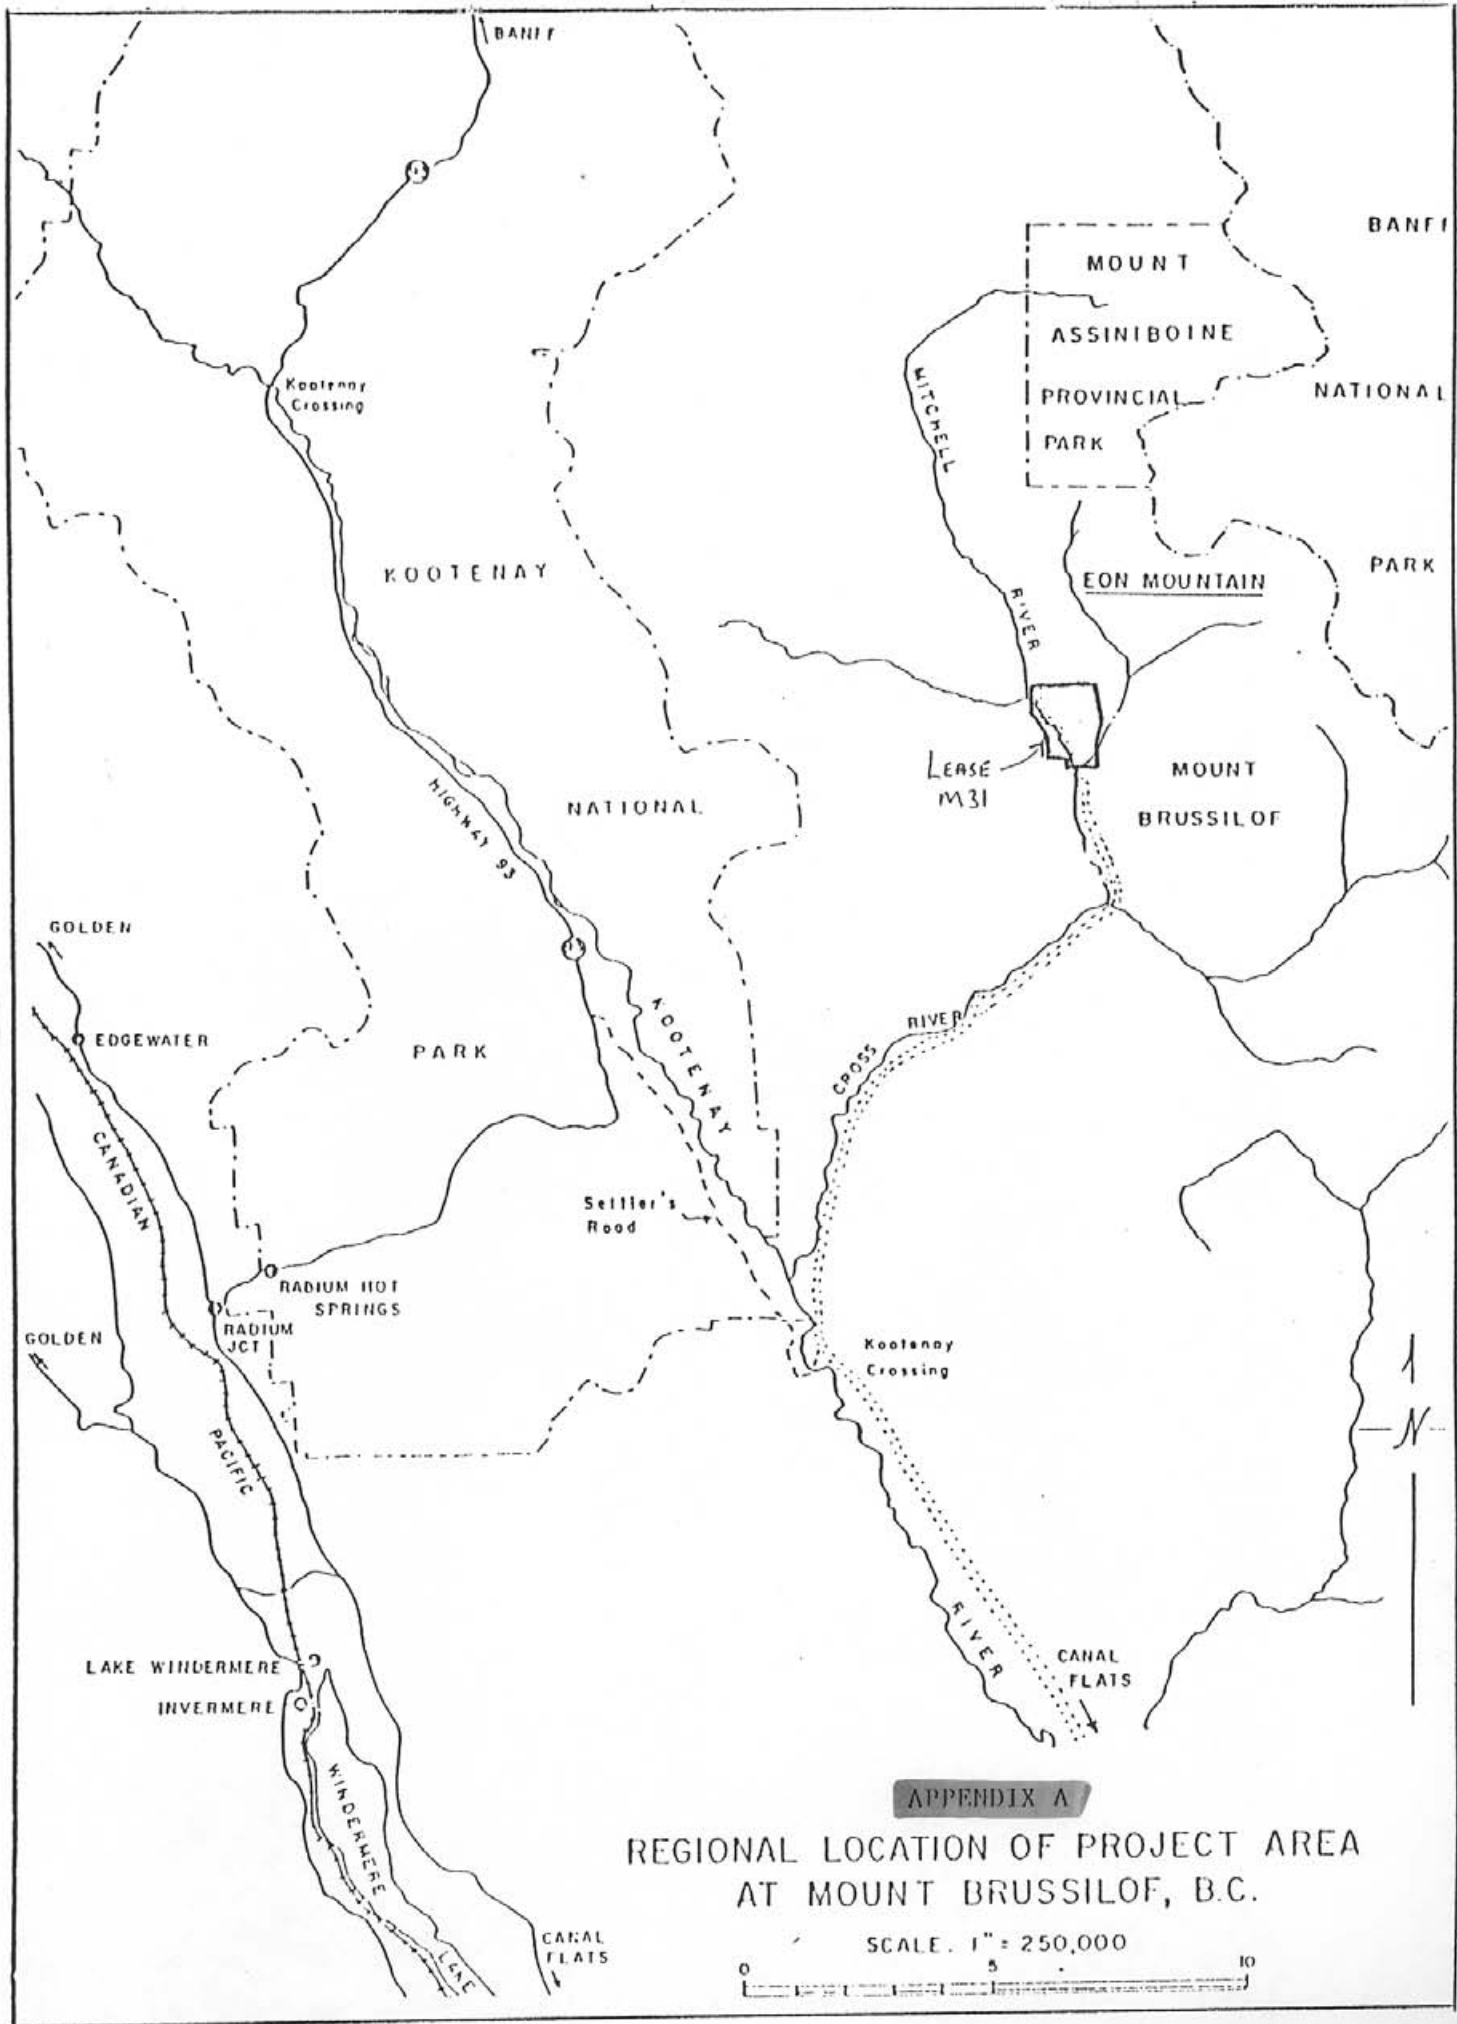 BANFF
BANFF
MOUNT
ASSINIBOINE
PROVINCIAL
PARK
NATIONAL
PARK
Kootenay
Crossing
MITCHELL
RIVER
KOOTENAY
NATIONAL
PARK
EON MOUNTAIN
LEASE
M31
MOUNT
BRUSSILOF
HIGHWAY 93
GOLDEN
EDGEWATER
KOOTENAY
RIVER
CROSS
RIVER
CANADIAN
PACIFIC
Settler's
Road
RADIUM HOT
SPRINGS
RADIUM
JCT
GOLDEN
Kootenay
Crossing
N
LAKE WINDERMERE
INVERMERE
WINDERMERE
LAKE
CANAL
FLATS
CANAL
FLATS
APPENDIX A
REGIONAL LOCATION OF PROJECT AREA
AT MOUNT BRUSSILOF, B.C.
SCALE. 1" = 250,000
0 5 10